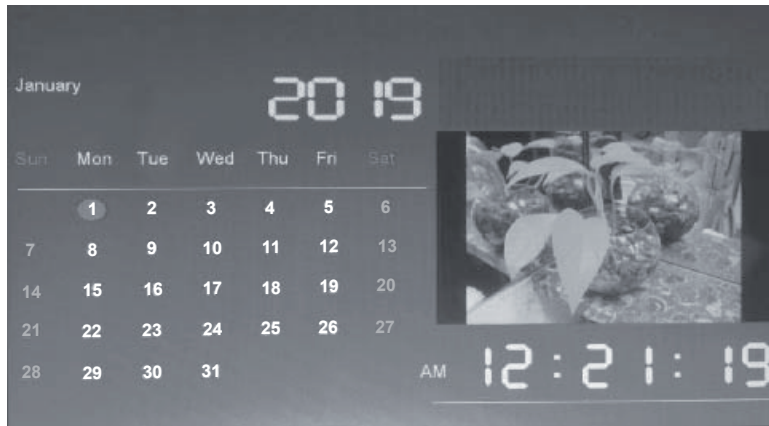 January 2019
Sun Mon Tue Wed Thu Fri Sat
1 2 3 4 5 6
7 8 9 10 11 12 13
14 15 16 17 18 19 20
21 22 23 24 25 26 27
28 29 30 31
AM 12:21:19